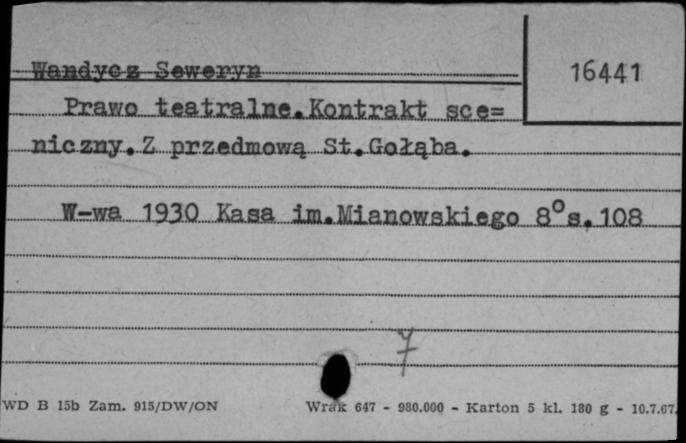 Wandycz Seweryn
16441
Prawo teatralne.Kontrakt sce=
niczny.Z przedmową St.Gołąba.
W-wa 1930 Kasa im.Mianowskiego 8°s.108
7
WD B 15b Zam. 915/DW/ON Wrak 647 - 980.000 - Karton 5 kl. 180 g - 10.7.67.